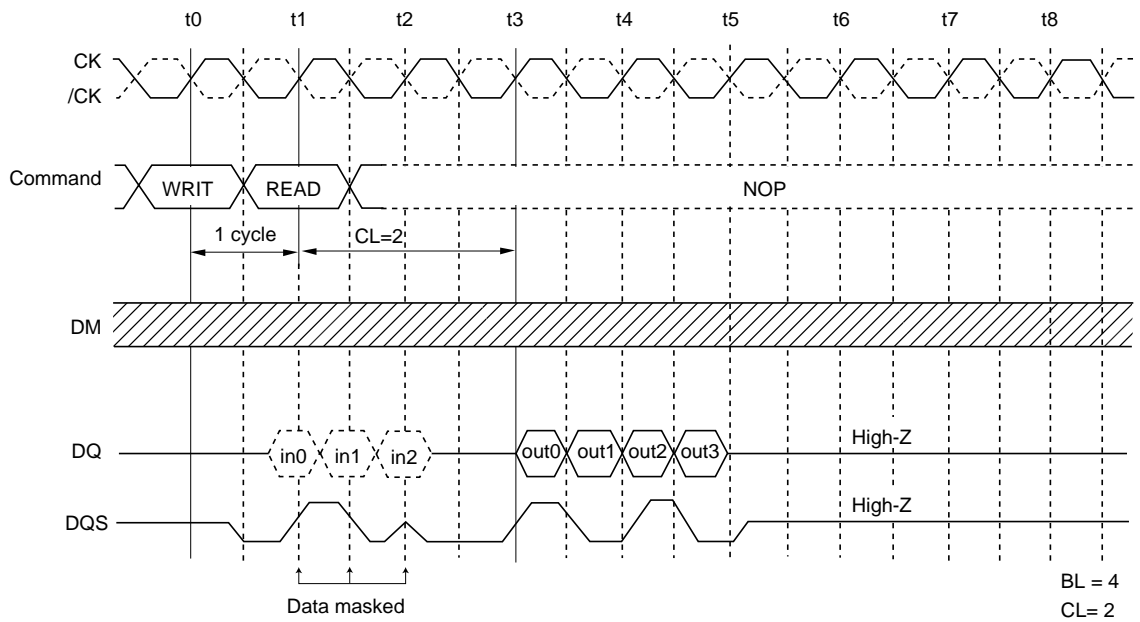 t0 t1 t2 t3 t4 t5 t6 t7 t8
CK
/CK
Command WRIT READ NOP
1 cycle CL=2
DM
DQ in0 in1 in2 out0 out1 out2 out3 High-Z
DQS High-Z
Data masked
BL = 4
CL= 2